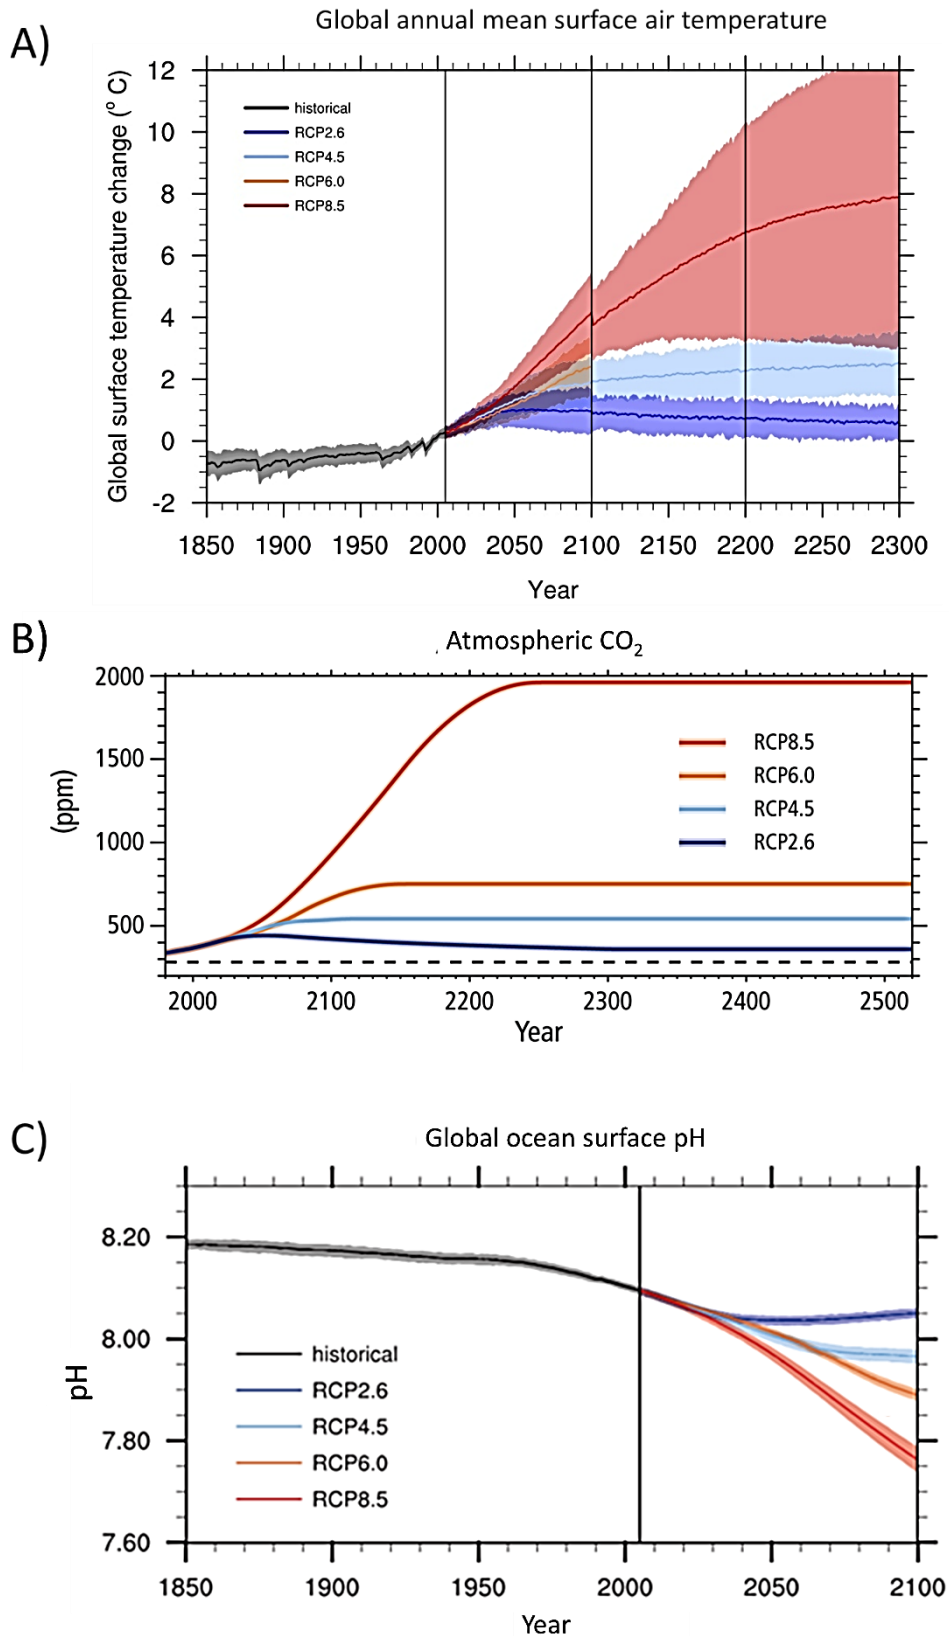 A)
Global annual mean surface air temperature
Global surface temperature change (° C)
12
10
8
6
4
2
0
-2
historical
RCP2.6
RCP4.5
RCP6.0
RCP8.5
1850 1900 1950 2000 2050 2100 2150 2200 2250 2300
Year
B)
Atmospheric CO2
(ppm)
2000
1500
1000
500
RCP8.5
RCP6.0
RCP4.5
RCP2.6
2000 2100 2200 2300 2400 2500
Year
C)
Global ocean surface pH
pH
8.20
8.00
7.80
7.60
historical
RCP2.6
RCP4.5
RCP6.0
RCP8.5
1850 1900 1950 2000 2050 2100
Year